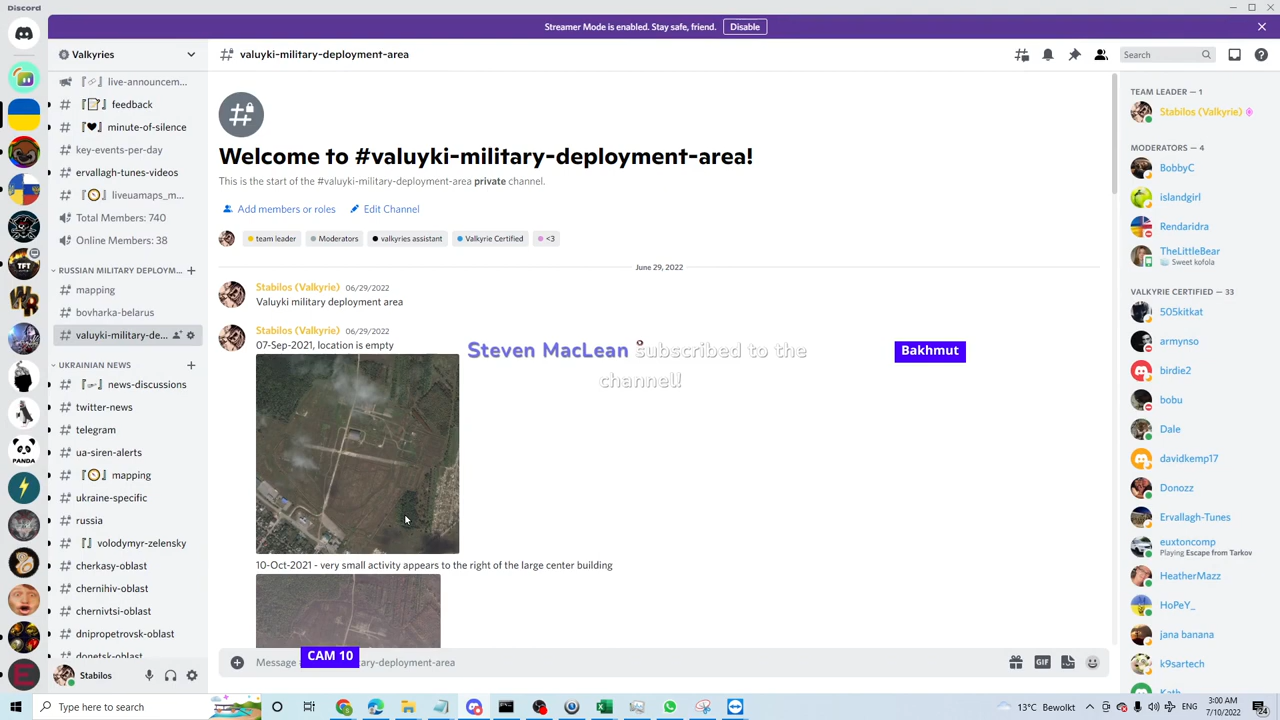 Discord
Streamer Mode is enabled. Stay safe, friend.
Disable
Valkyries
valuyki-military-deployment-area
Search
live-announcem...
feedback
minute-of-silence
key-events-per-day
ervallagh-tunes-videos
liveuamaps_m...
Total Members: 740
Online Members: 38
RUSSIAN MILITARY DEPLOYM...
mapping
bovharka-belarus
valuyki-military-de...
UKRAINIAN NEWS
news-discussions
twitter-news
telegram
ua-siren-alerts
mapping
ukraine-specific
russia
volodymyr-zelensky
cherkasy-oblast
chernihiv-oblast
chernivtsi-oblast
dnipropetrovsk-oblast
donetsk-oblast
Stabilos
TFT
PANDA
Welcome to #valuyki-military-deployment-area!
This is the start of the #valuyki-military-deployment-area private channel.
Add members or roles
Edit Channel
team leader
Moderators
valkyries assistant
Valkyrie Certified
<3
June 29, 2022
Stabilos (Valkyrie) 06/29/2022
Valuyki military deployment area
Stabilos (Valkyrie) 06/29/2022
07-Sep-2021, location is empty
Steven MacLean subscribed to the
channel!
Bakhmut
10-Oct-2021 - very small activity appears to the right of the large center building
CAM 10
Message
tary-deployment-area
GIF
TEAM LEADER — 1
Stabilos (Valkyrie)
MODERATORS — 4
BobbyC
islandgirl
Rendaridra
TheLittleBear
Sweet kofola
VALKYRIE CERTIFIED — 33
505kitkat
armynso
birdie2
bobu
Dale
davidkemp17
Donozz
Ervallagh-Tunes
euxtoncomp
Playing Escape from Tarkov
HeatherMazz
HoPeY_
jana banana
k9sartech
Kath
Type here to search
13°C Bewolkt
ENG
3:00 AM
7/10/2022
24